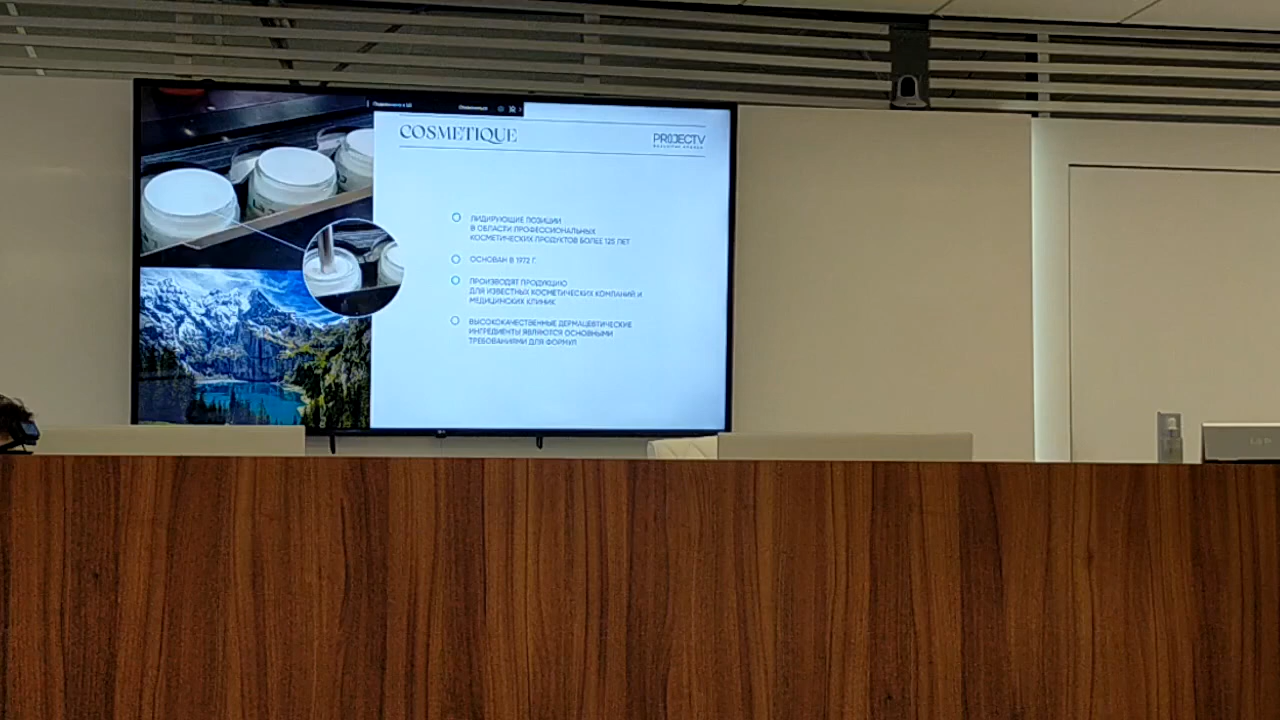 COSMETIQUE
PROJECTV
ЛИДИРУЮЩИЕ ПОЗИЦИИ
В ОБЛАСТИ ПРОФЕССИОНАЛЬНЫХ
КОСМЕТИЧЕСКИХ ПРОДУКТОВ БОЛЕЕ 125 ЛЕТ
ОСНОВАН В 1972 Г.
ПРОИЗВОДЯТ ПРОДУКЦИЮ
ДЛЯ ИЗВЕСТНЫХ КОСМЕТИЧЕСКИХ КОМПАНИЙ И
МЕДИЦИНСКИХ КЛИНИК
ВЫСОКОКАЧЕСТВЕННЫЕ ДЕРМАЦЕВТИЧЕСКИЕ
ИНГРЕДИЕНТЫ ЯВЛЯЮТСЯ ОСНОВНЫМИ
ТРЕБОВАНИЯМИ ДЛЯ ФОРМУЛ